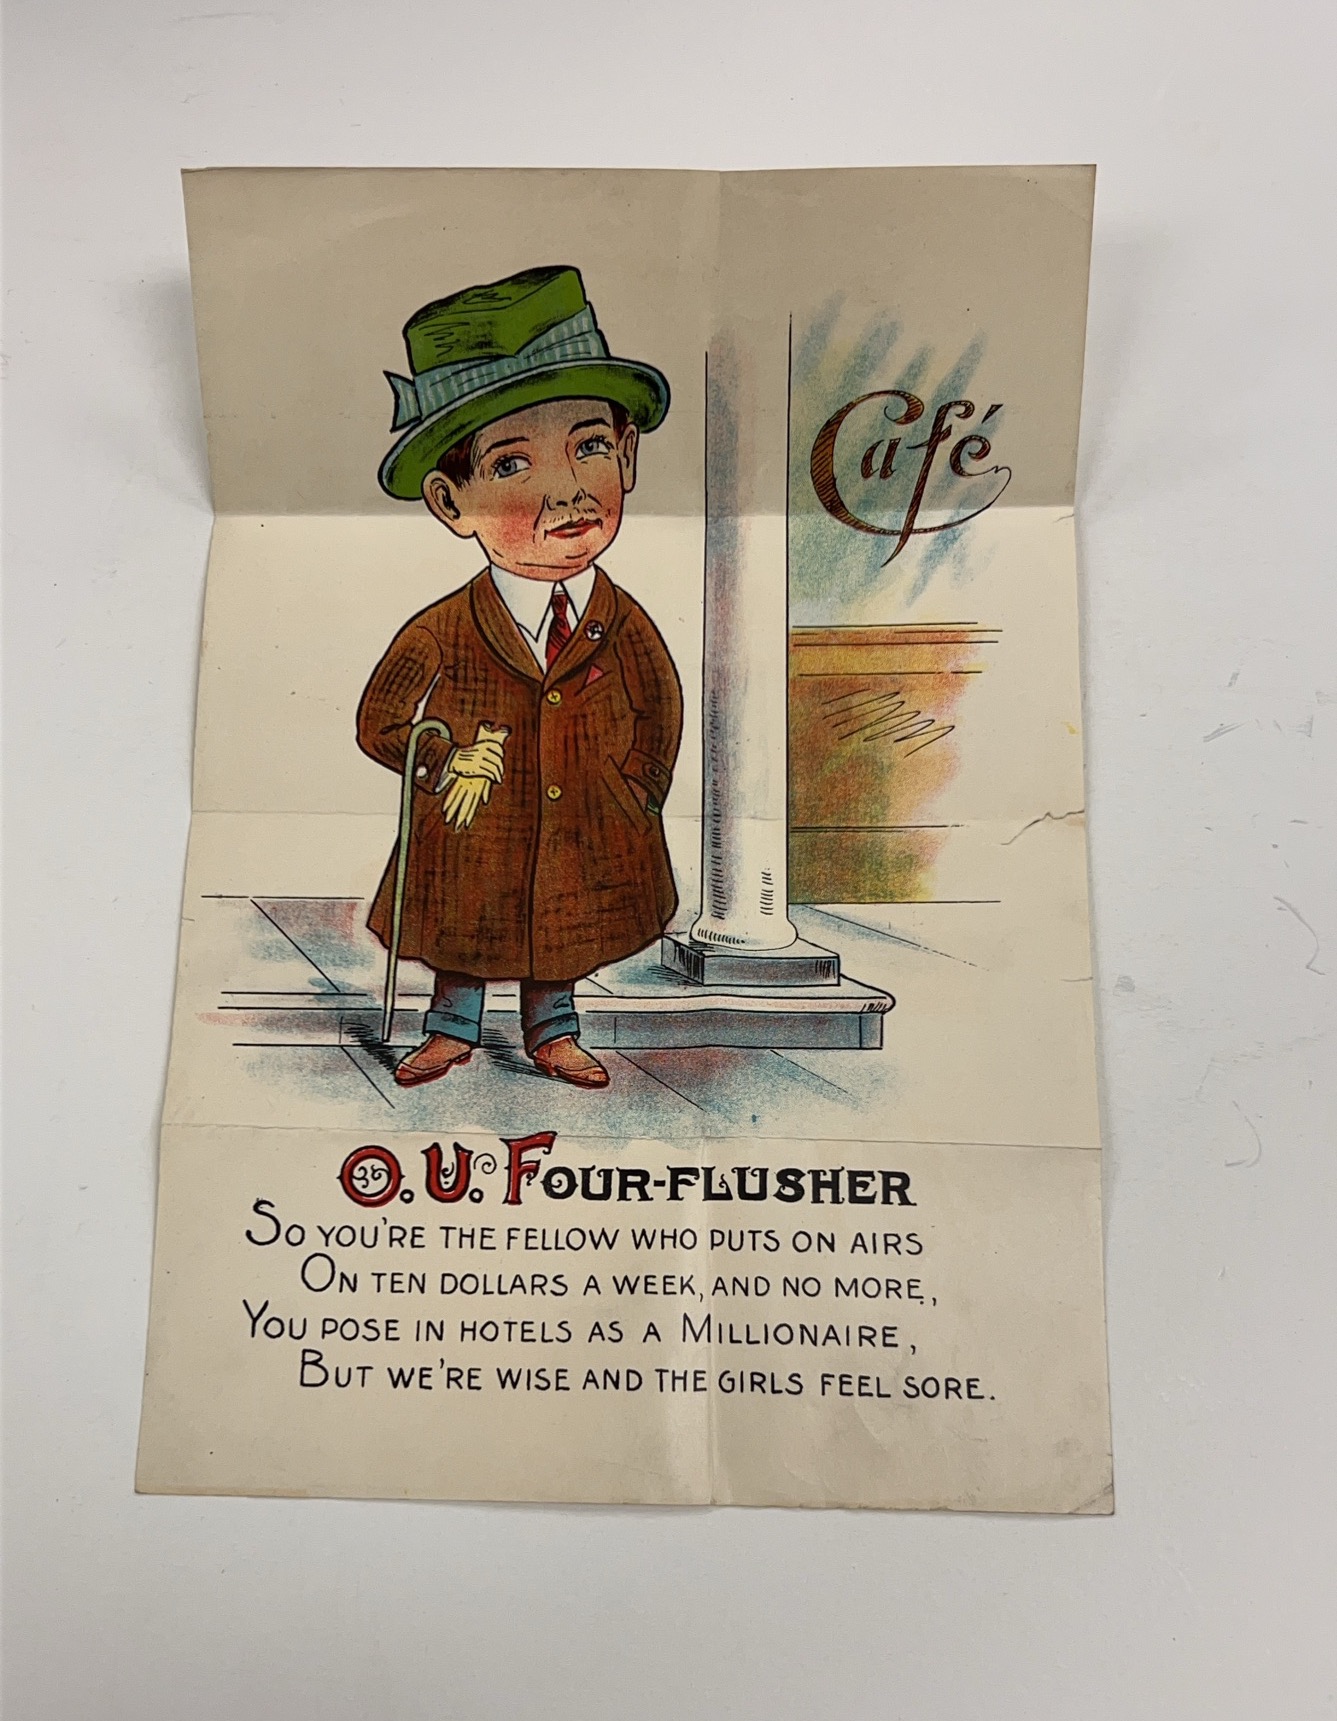 Café
O. U. FOUR-FLUSHER
SO YOU'RE THE FELLOW WHO PUTS ON AIRS
ON TEN DOLLARS A WEEK, AND NO MORE,
YOU POSE IN HOTELS AS A MILLIONAIRE,
BUT WE'RE WISE AND THE GIRLS FEEL SORE.